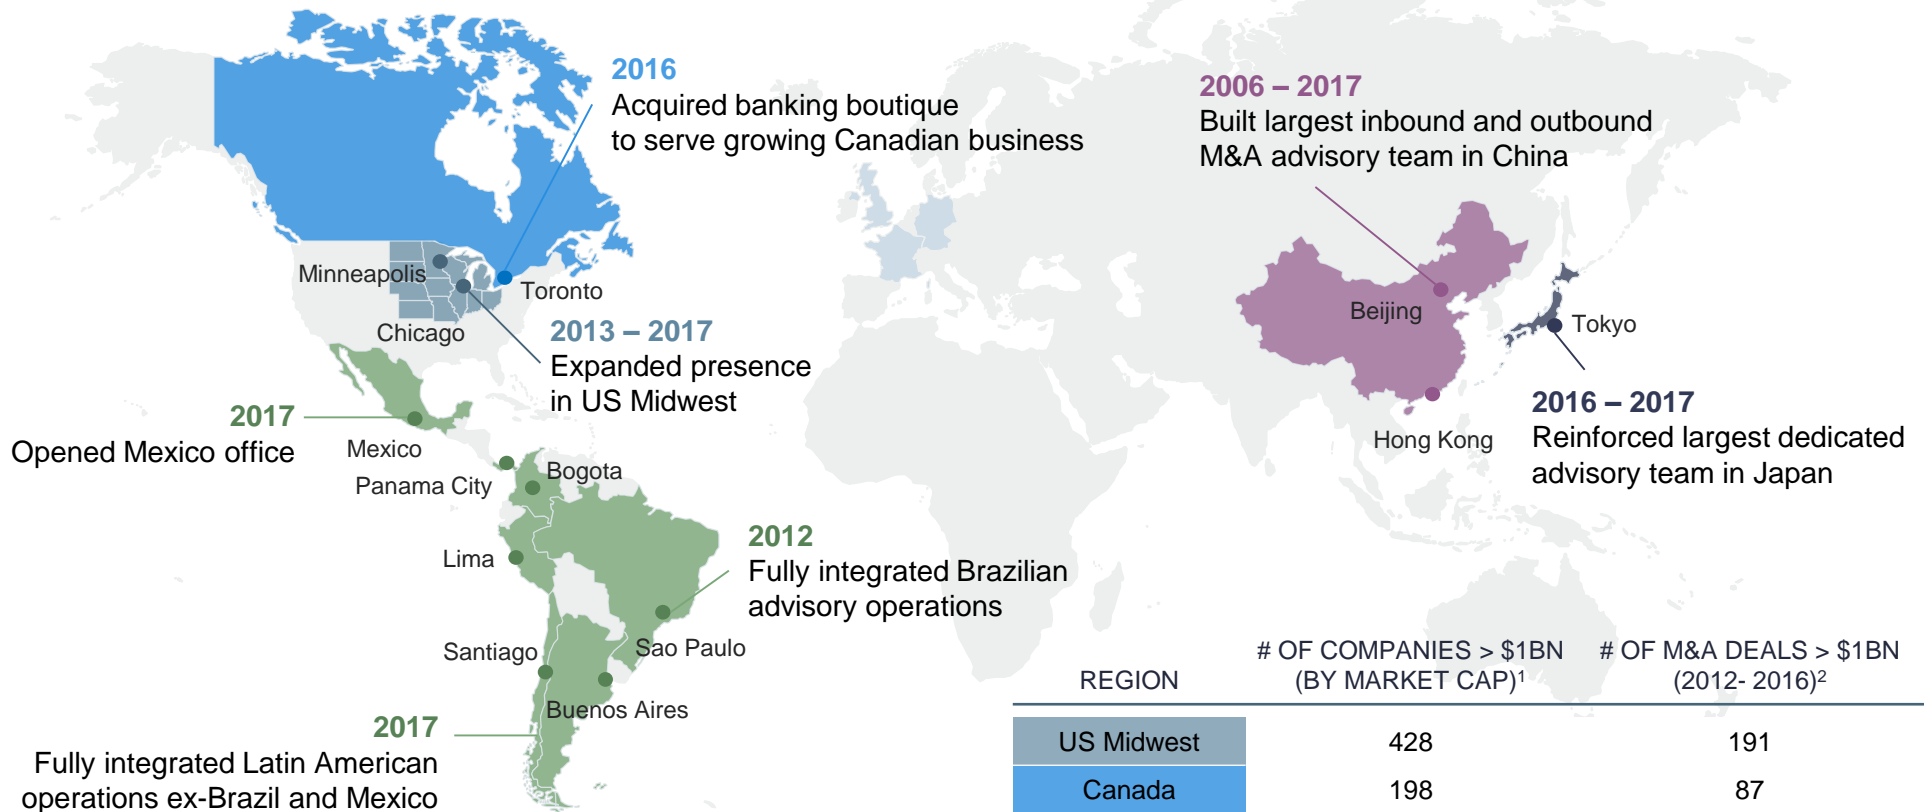 2016
Acquired banking boutique
to serve growing Canadian business
2006 – 2017
Built largest inbound and outbound
M&A advisory team in China
Minneapolis
Toronto
Chicago
2013 – 2017
Expanded presence
in US Midwest
Beijing
Tokyo
Hong Kong
2016 – 2017
Reinforced largest dedicated
advisory team in Japan
2017
Opened Mexico office
Mexico
Panama City
Bogota
Lima
2012
Fully integrated Brazilian
advisory operations
Santiago
Sao Paulo
Buenos Aires
2017
Fully integrated Latin American
operations ex-Brazil and Mexico
REGION # OF COMPANIES > $1BN (BY MARKET CAP)¹ # OF M&A DEALS > $1BN (2012- 2016)²
US Midwest 428 191
Canada 198 87